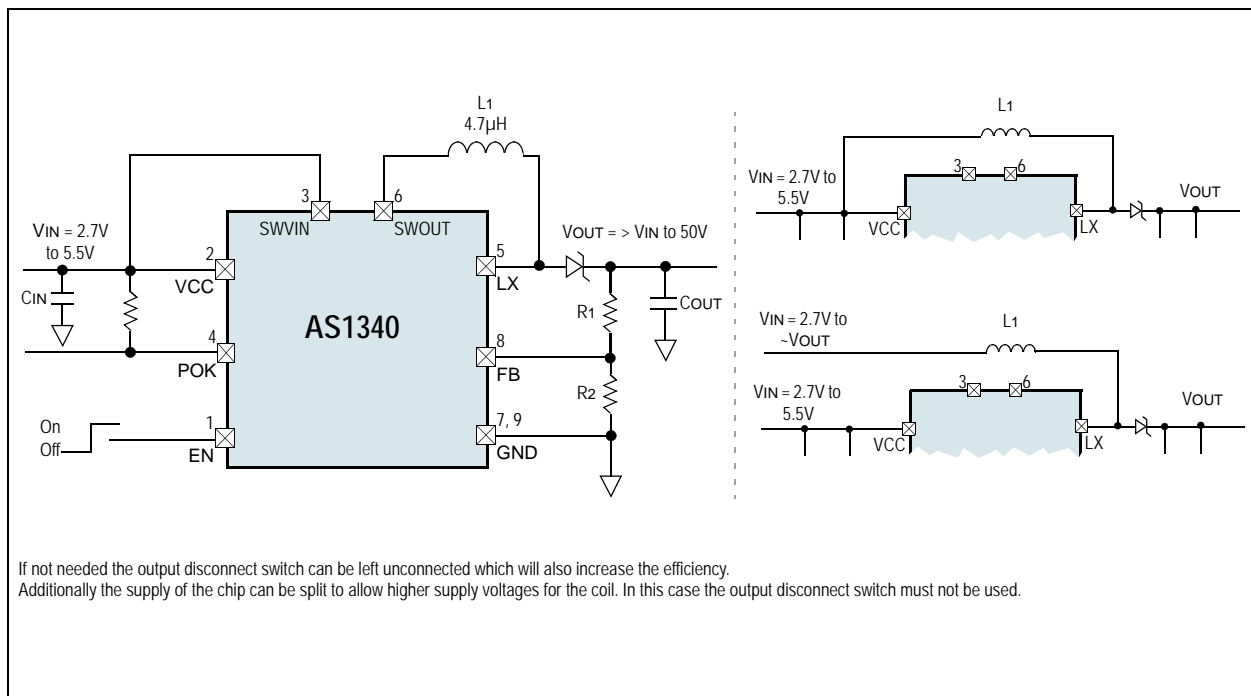 L1
4.7µH
3
6
SWVIN
SWOUT
VIN = 2.7V
to 5.5V
2
VCC
CIN
5
LX
VOUT = > VIN to 50V
R1
COUT
AS1340
4
POK
8
FB
R2
On
Off
1
EN
7, 9
GND
L1
3
6
VIN = 2.7V to
5.5V
VCC
LX
VOUT
VIN = 2.7V to
~VOUT
L1
3
6
VIN = 2.7V to
5.5V
VCC
LX
VOUT
If not needed the output disconnect switch can be left unconnected which will also increase the efficiency.
Additionally the supply of the chip can be split to allow higher supply voltages for the coil. In this case the output disconnect switch must not be used.